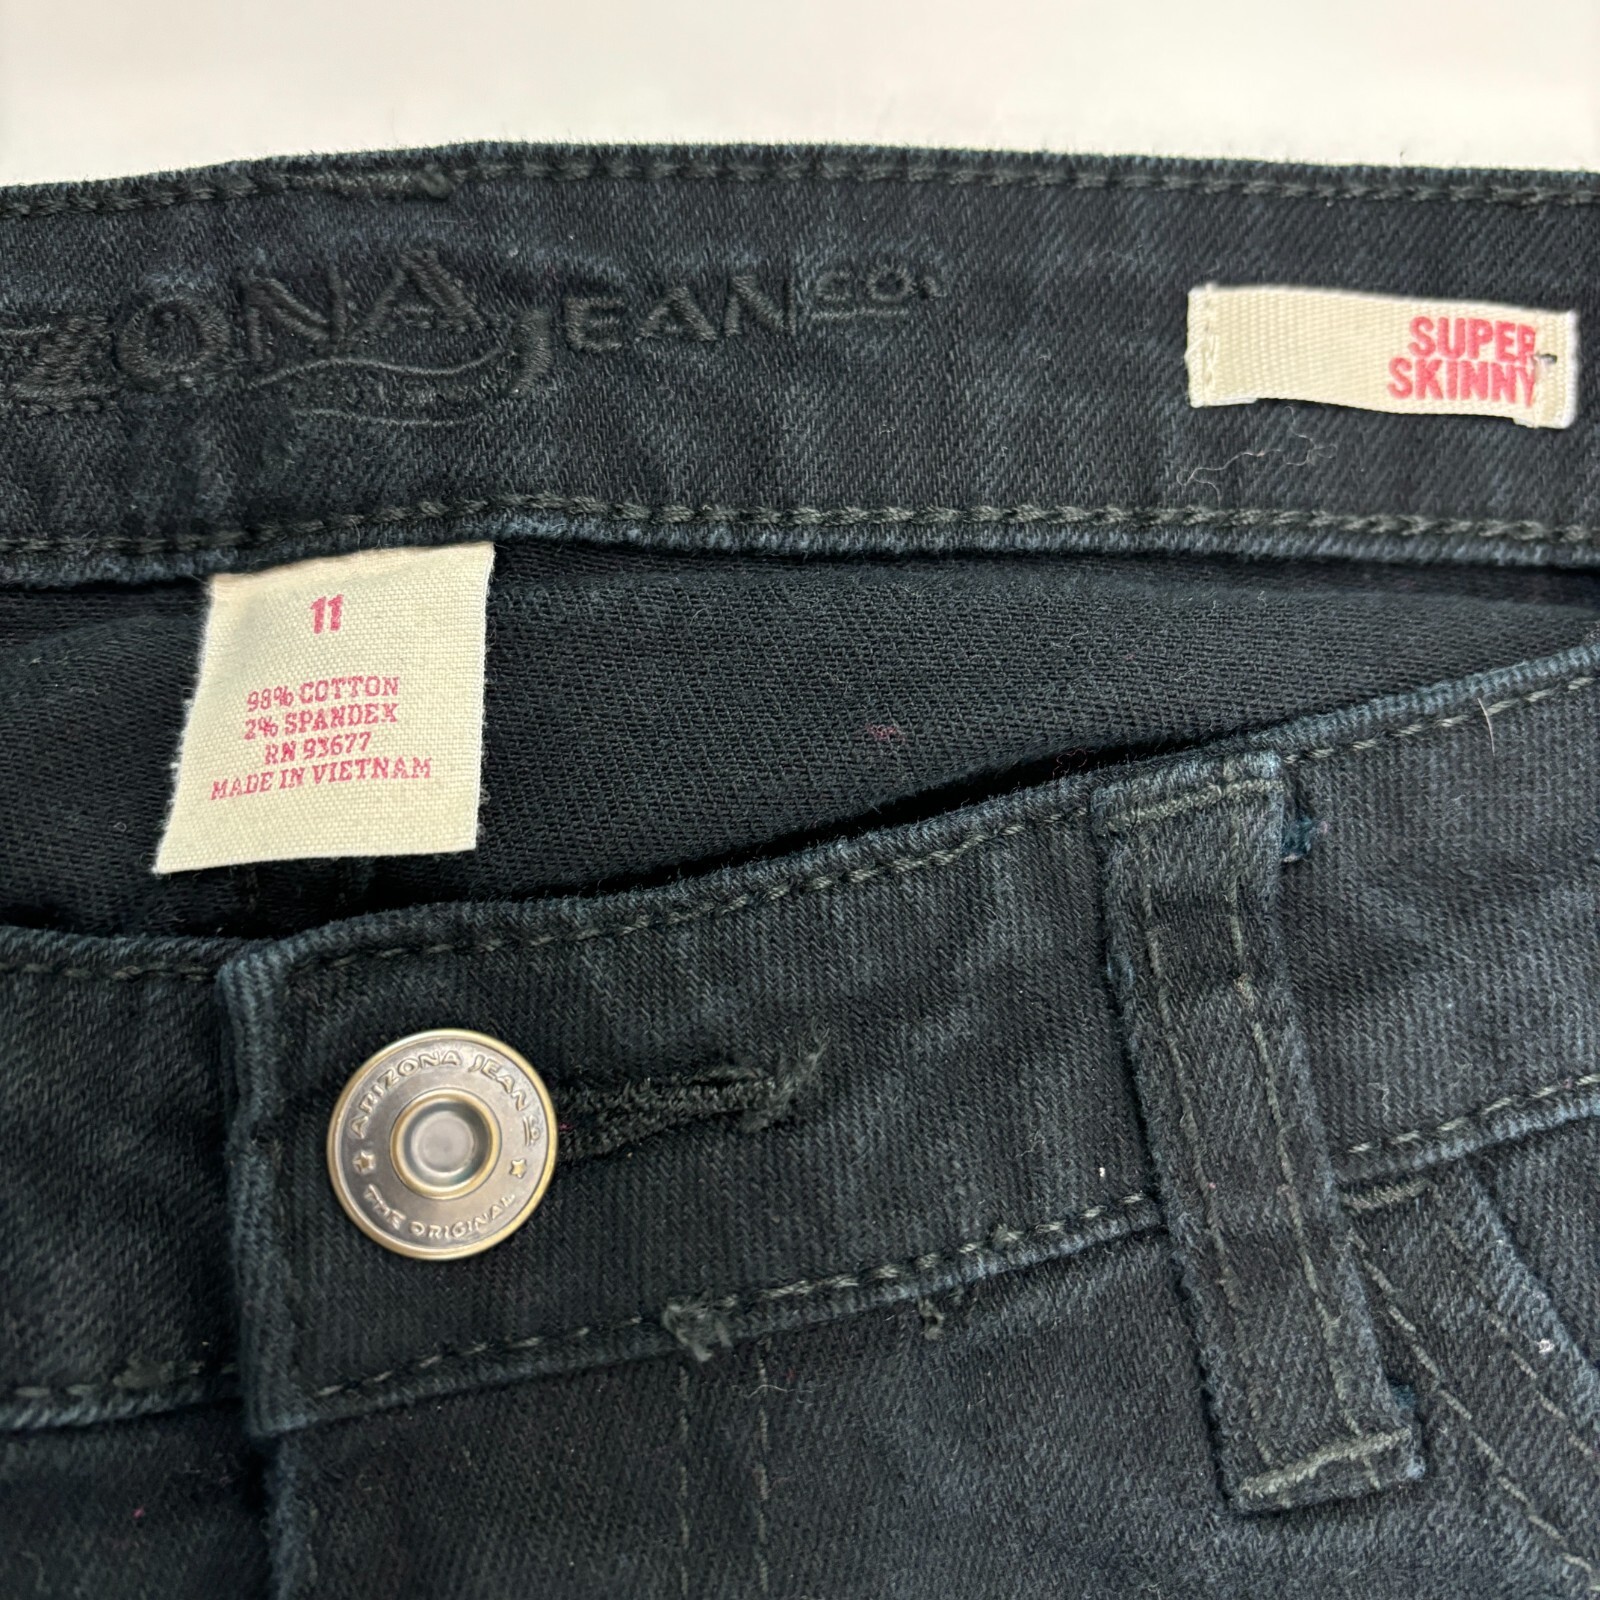 ZONA JEAN CO.
SUPER
SKINNY
11
98% COTTON
2% SPANDEX
RN 93677
MADE IN VIETNAM
ARIZONA JEAN CO.
THE ORIGINAL